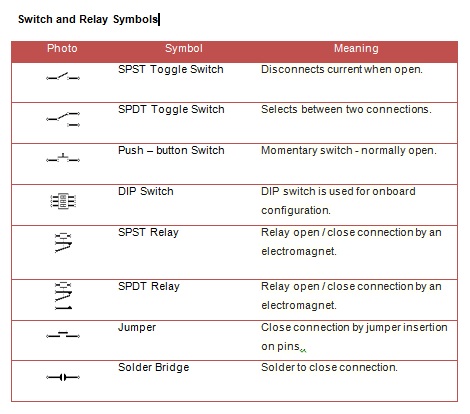 Switch and Relay Symbols
Photo Symbol Meaning
SPST Toggle Switch Disconnects current when open.
SPDT Toggle Switch Selects between two connections.
Push – button Switch Momentary switch - normally open.
DIP Switch DIP switch is used for onboard
configuration.
SPST Relay Relay open / close connection by an
electromagnet.
SPDT Relay Relay open / close connection by an
electromagnet.
Jumper Close connection by jumper insertion
on pins.
Solder Bridge Solder to close connection.